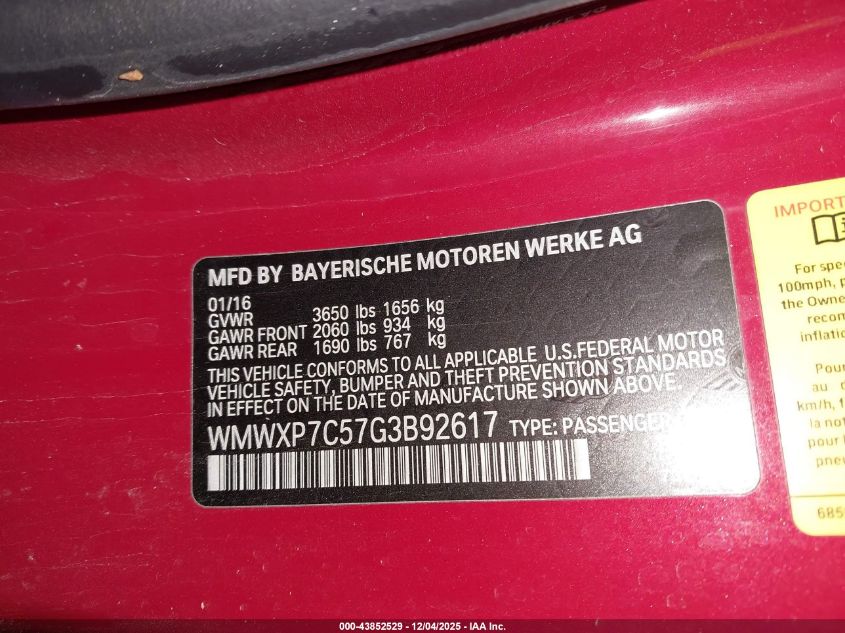 MFD BY BAYERISCHE MOTOREN WERKE AG
01/16
GVWR 3650 lbs 1656 kg
GAWR FRONT 2060 lbs 934 kg
GAWR REAR 1690 lbs 767 kg
THIS VEHICLE CONFORMS TO ALL APPLICABLE U.S.FEDERAL MOTOR
VEHICLE SAFETY, BUMPER AND THEFT PREVENTION STANDARDS
IN EFFECT ON THE DATE OF MANUFACTURE SHOWN ABOVE.
WMWXP7C57G3B92617 TYPE: PASSENGER
IMPORT
For spec
100mph, p
the Owne
recom
inflati
Pour
au d
km/h, f
la not
pour l
pneu
685
000-43852529 - 12/04/2025 - IAA Inc.